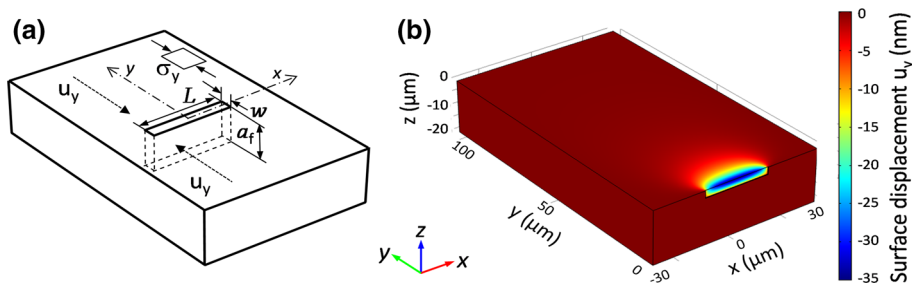 (a)
σy
y
x
uy
L
w
af
uy
z
y
x
(b)
z (μm)
0
-10
-20
100
50
0
y (μm)
-30
0
30
x (μm)
0
-5
-10
-15
-20
-25
-30
-35
Surface displacement uy (nm)